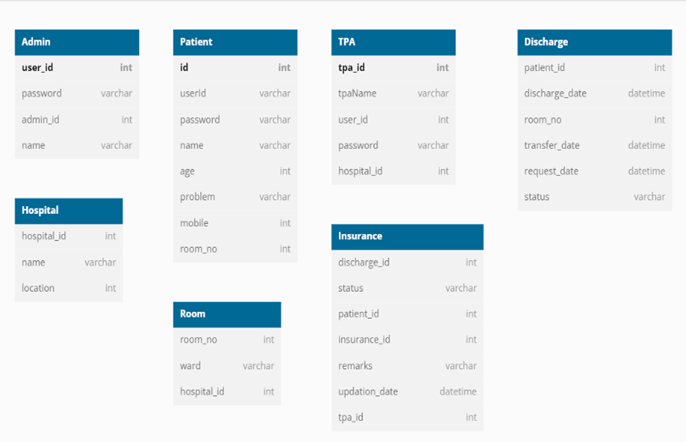 Admin
user_id int
password varchar
admin_id int
name varchar
Hospital
hospital_id int
name varchar
location int
Patient
id int
userId varchar
password varchar
name varchar
age int
problem varchar
mobile int
room_no int
Room
room_no int
ward varchar
hospital_id int
TPA
tpa_id int
tpaName varchar
user_id int
password varchar
hospital_id int
Insurance
discharge_id int
status varchar
patient_id int
insurance_id int
remarks varchar
updation_date datetime
tpa_id int
Discharge
patient_id int
discharge_date datetime
room_no int
transfer_date datetime
request_date datetime
status varchar